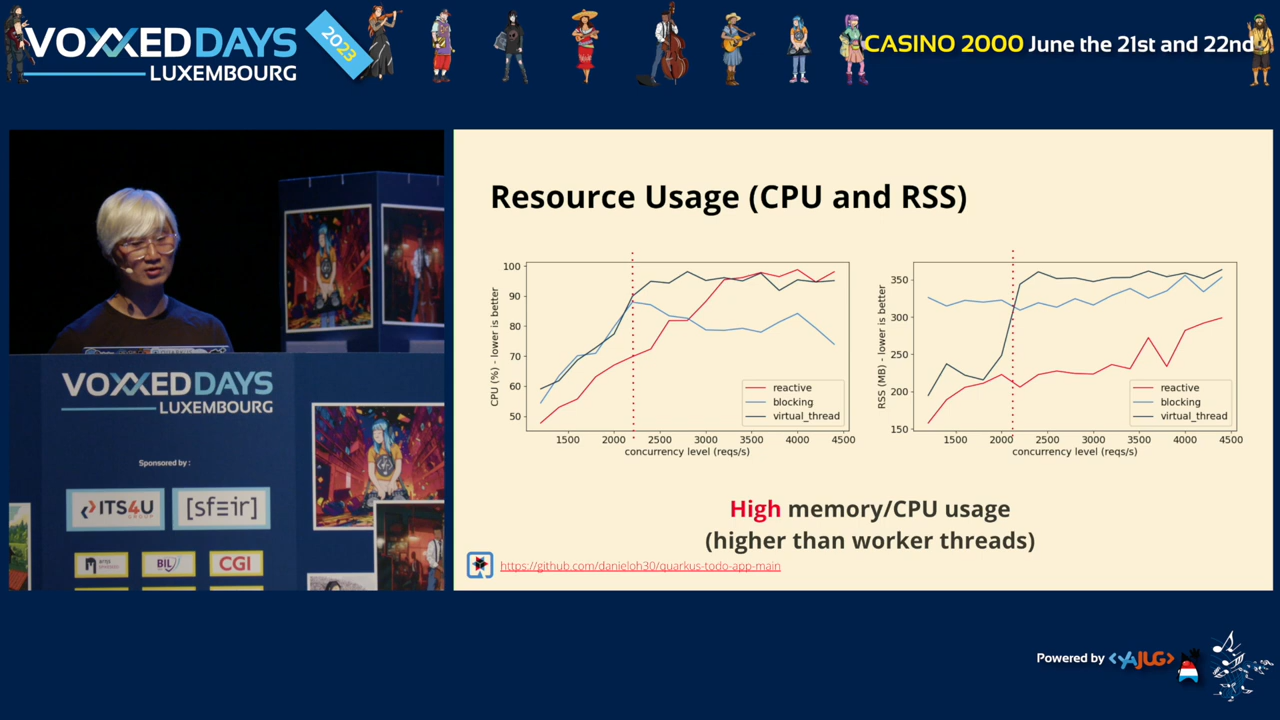 VOXXED DAYS
LUXEMBOURG
2023
CASINO 2000 June the 21st and 22nd
Resource Usage (CPU and RSS)
CPU (%) - lower is better
100
90
80
70
60
50
1500 2000 2500 3000 3500 4000 4500
concurrency level (reqs/s)
reactive
blocking
virtual_thread
RSS (MB) - lower is better
350
300
250
200
150
1500 2000 2500 3000 3500 4000 4500
concurrency level (reqs/s)
reactive
blocking
virtual_thread
High memory/CPU usage
(higher than worker threads)
https://github.com/danieloh30/quarkus-todo-app-main
VOXXED DAYS
LUXEMBOURG
Sponsored by :
ITS4U
GROUP
[sfeir]
BIL
CGI
Powered by <YAJUG>